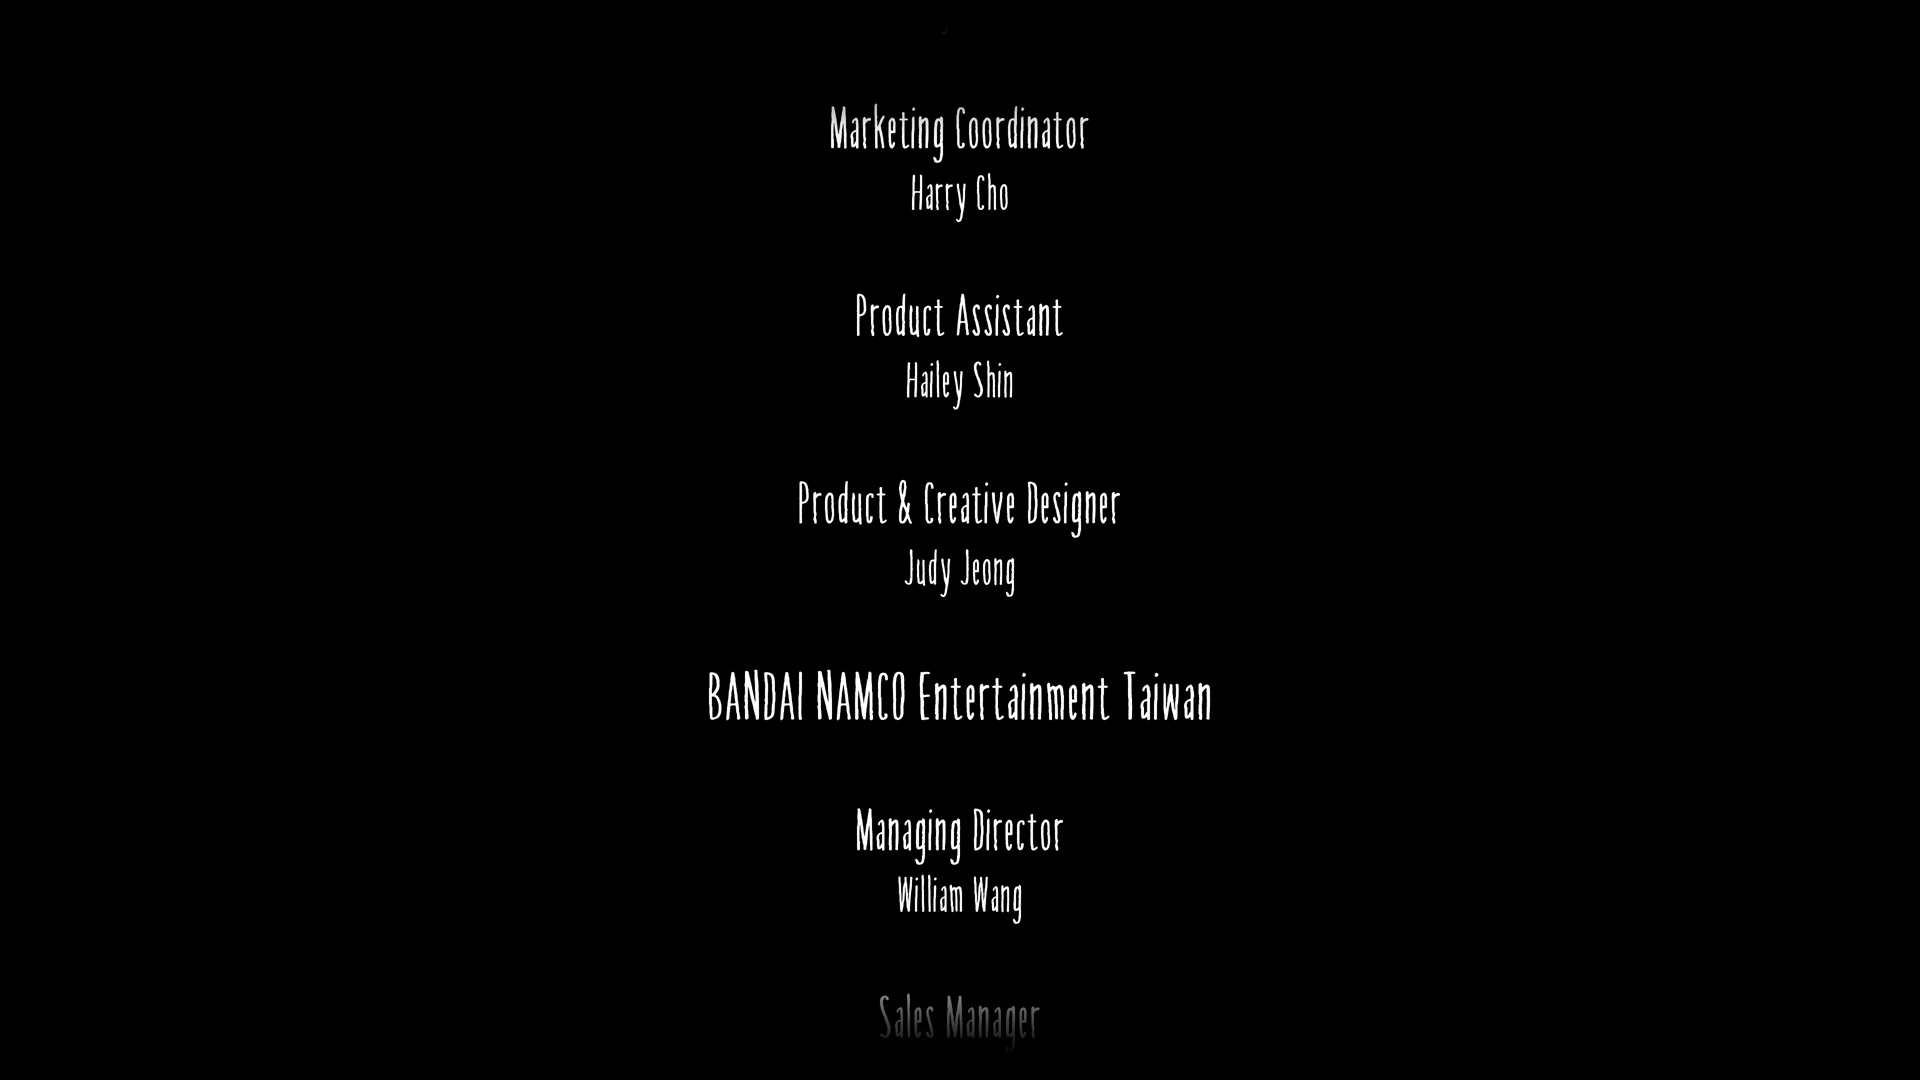 Marketing Coordinator
Harry Cho
Product Assistant
Hailey Shin
Product & Creative Designer
Judy Jeong
BANDAI NAMCO Entertainment Taiwan
Managing Director
William Wang
Sales Manager